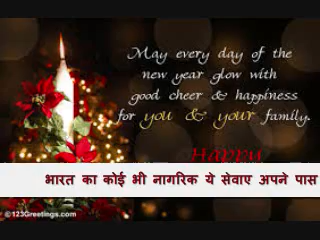 May every day of the
new year glow with
good cheer & happiness
for you & your family.
Happy
भारत का कोई भी नागरिक ये सेवाए अपने पास
©123Greetings.com